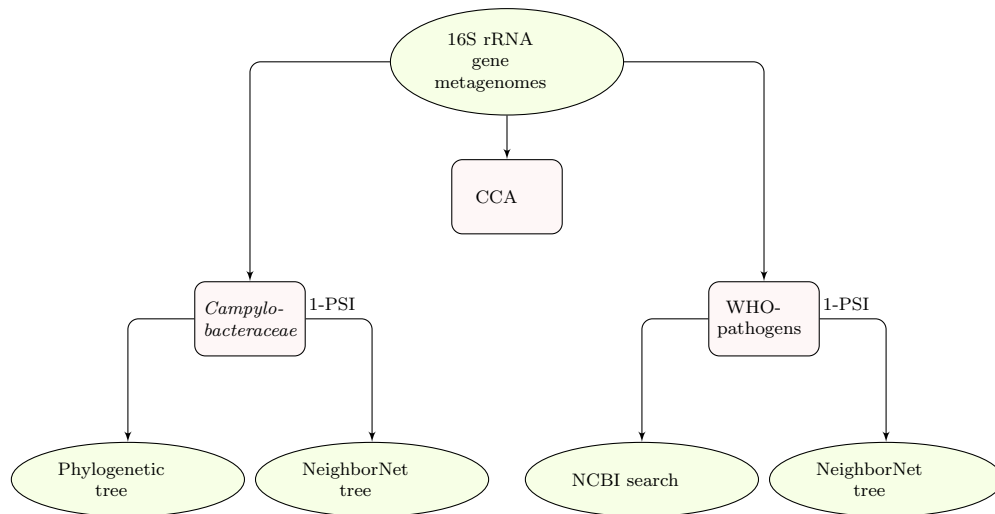 16S rRNA
gene
metagenomes
CCA
Campylo-
bacteraceae
1-PSI
WHO-
pathogens
1-PSI
Phylogenetic
tree
NeighborNet
tree
NCBI search
NeighborNet
tree